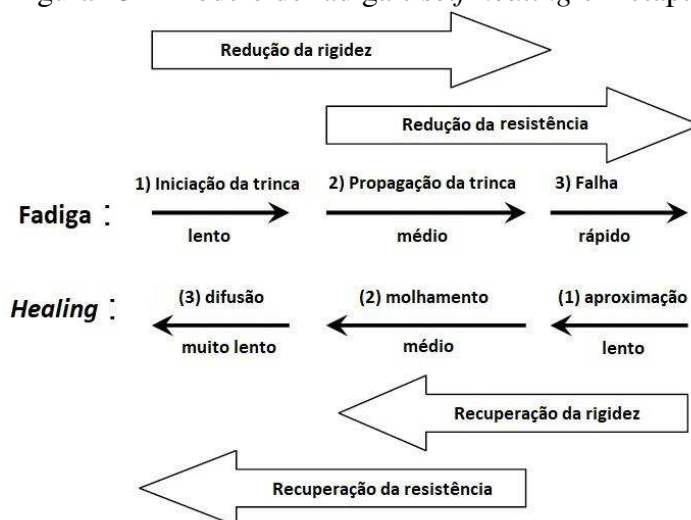 Redução da rigidez
Redução da resistência
1) Iniciação da trinca 2) Propagação da trinca 3) Falha
Fadiga :
lento médio rápido
(3) difusão (2) molhamento (1) aproximação
Healing :
muito lento médio lento
Recuperação da rigidez
Recuperação da resistência